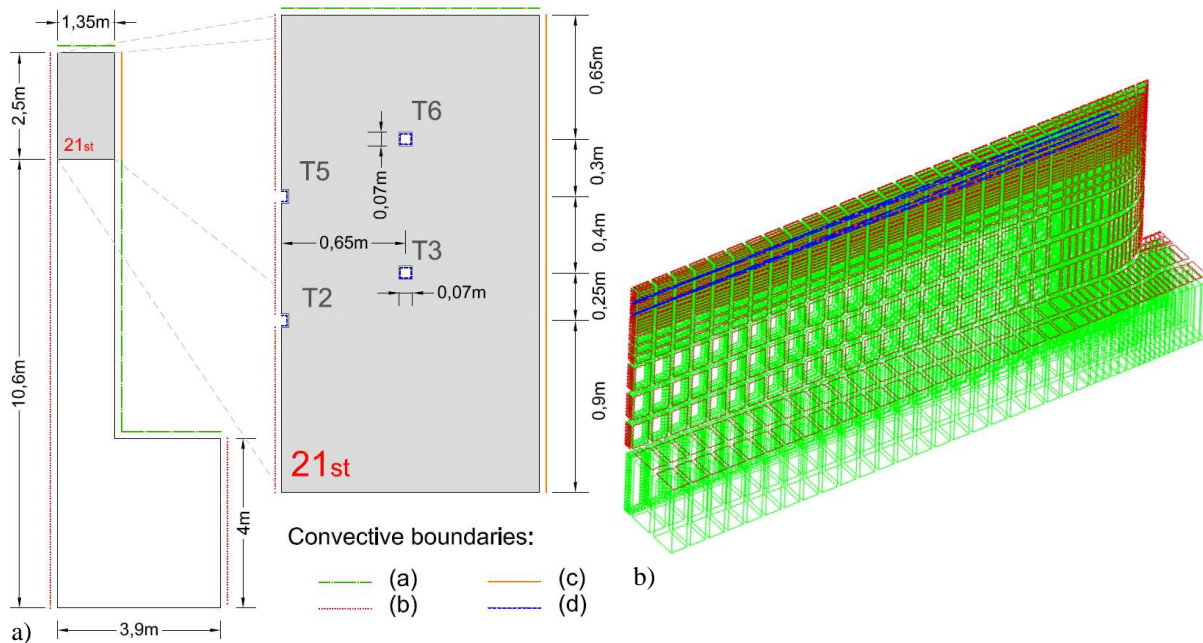 1,35m
2,5m
21st
10,6m
4m
3,9m
a)
T6
0,07m
T5
0,65m
T3
T2
0,07m
21st
0,65m
0,3m
0,4m
0,25m
0,9m
Convective boundaries:
(a) (c)
(b) (d)
b)